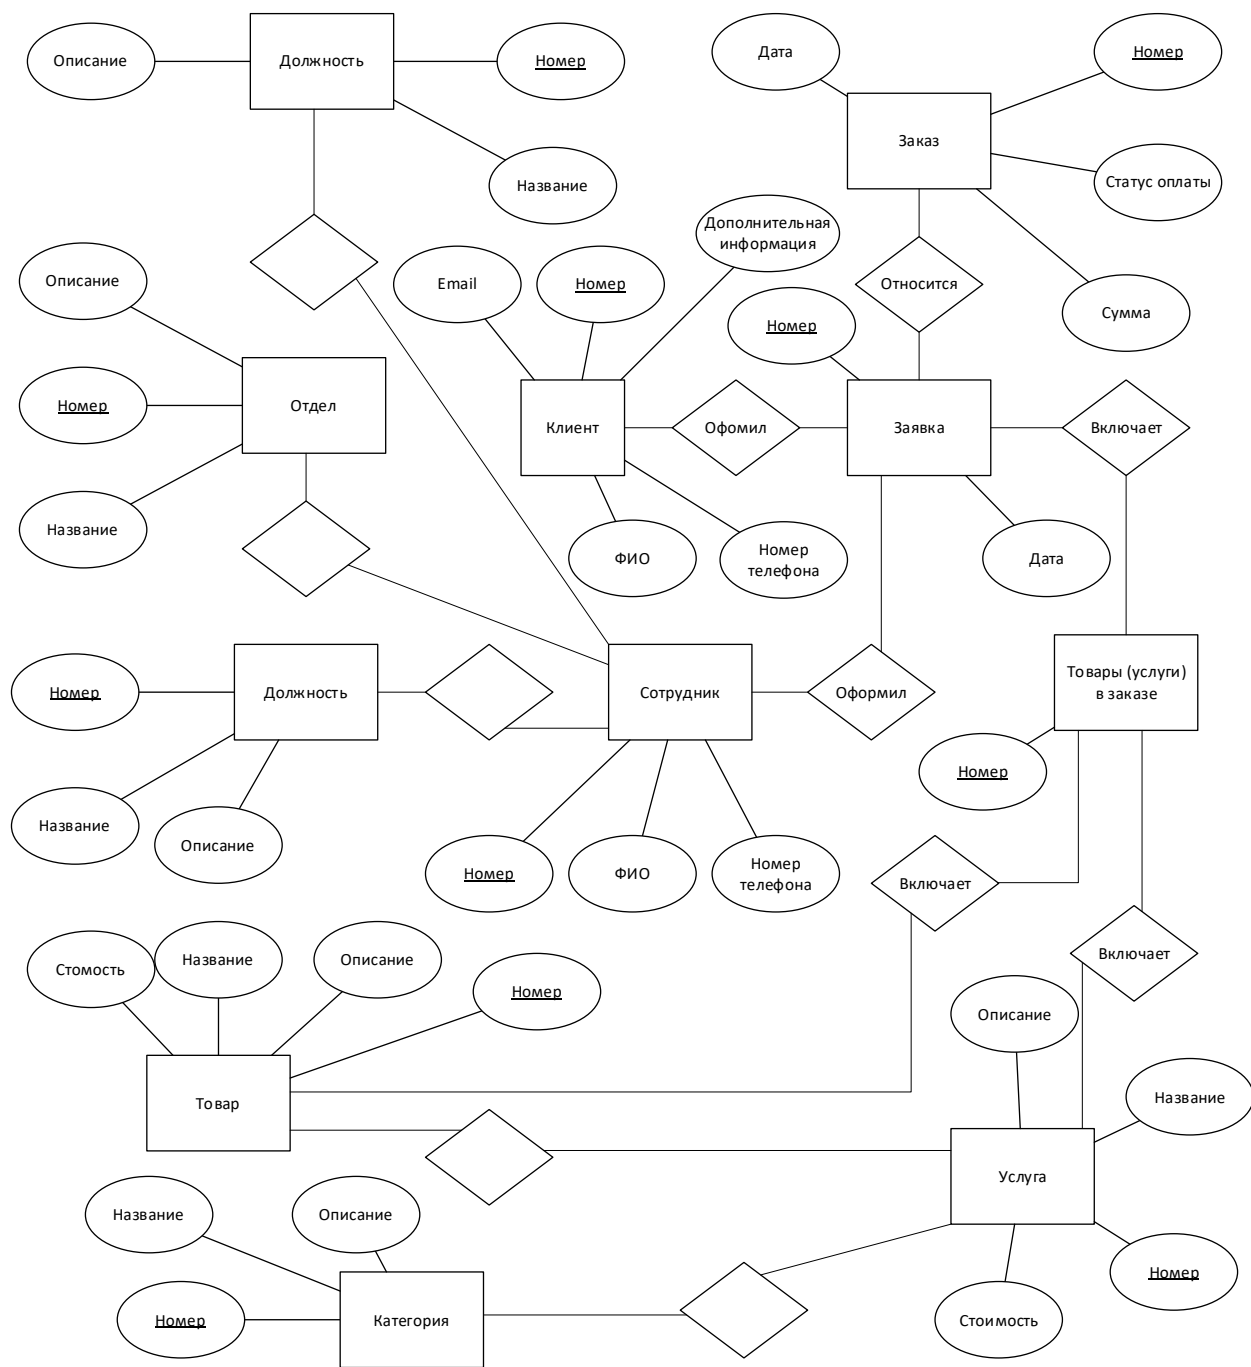 Описание
Должность
Номер
Название
Дата
Номер
Заказ
Статус оплаты
Сумма
Относится
Дополнительная
информация
Email
Номер
Описание
Номер
Отдел
Название
Клиент
Офомил
Номер
Заявка
Включает
ФИО
Номер
телефона
Дата
Номер
Должность
Название
Описание
Сотрудник
Оформил
Товары (услуги)
в заказе
Номер
Номер
ФИО
Номер
телефона
Включает
Включает
Стомость
Название
Описание
Номер
Товар
Описание
Название
Услуга
Номер
Стоимость
Название
Описание
Номер
Категория